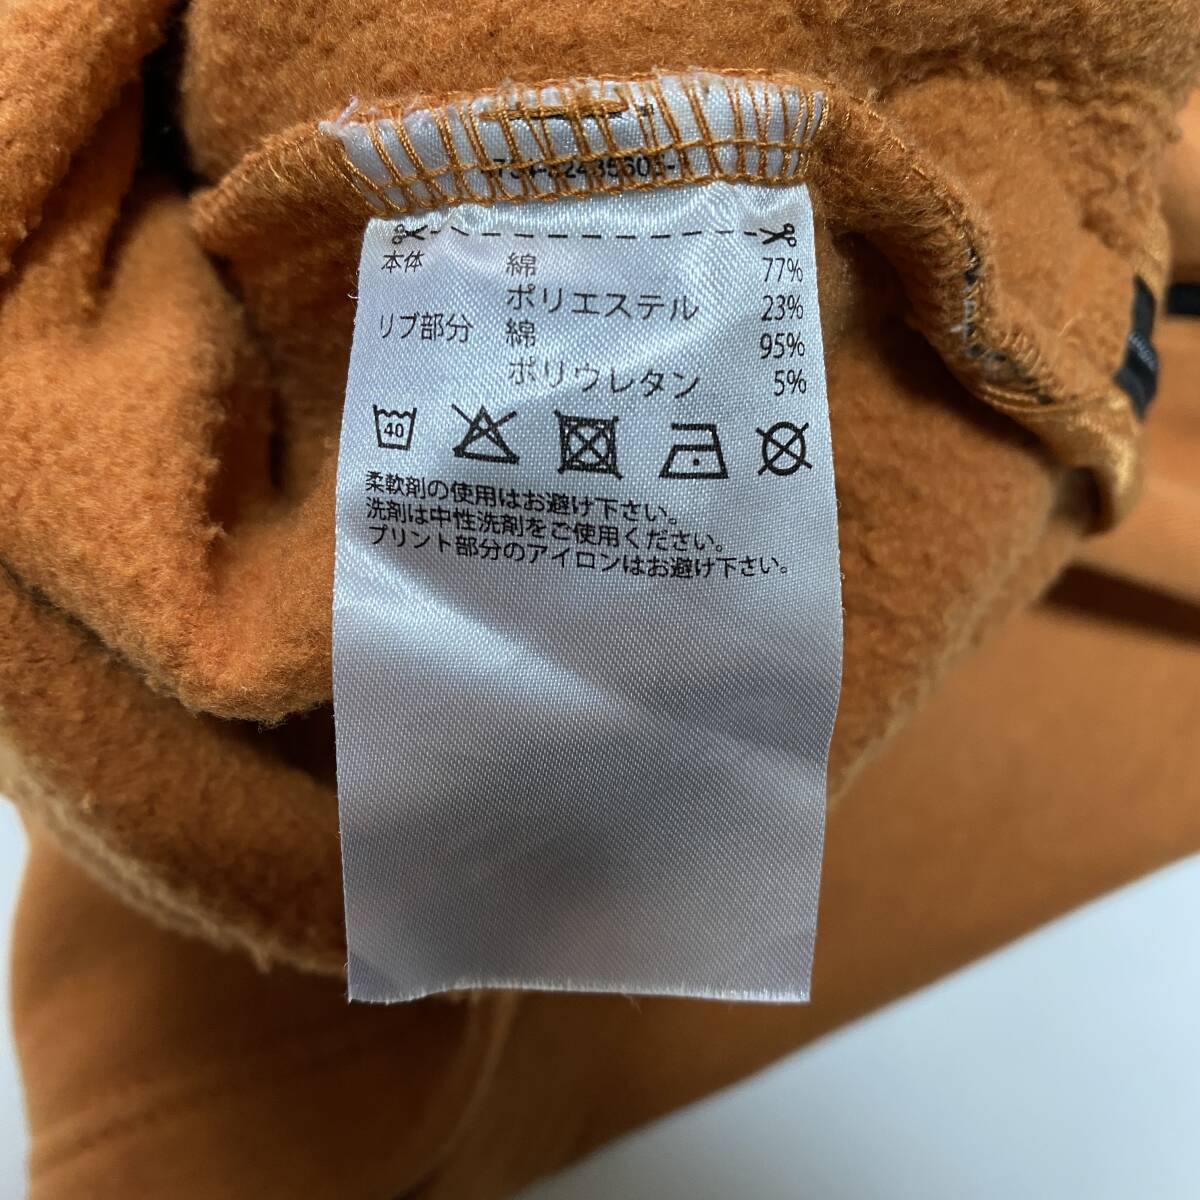 本体 綿 77%
ポリエステル 23%
リブ部分 綿 95%
ポリウレタン 5%
40
柔軟剤の使用はお避け下さい。
洗剤は中性洗剤をご使用ください。
プリント部分のアイロンはお避け下さい。